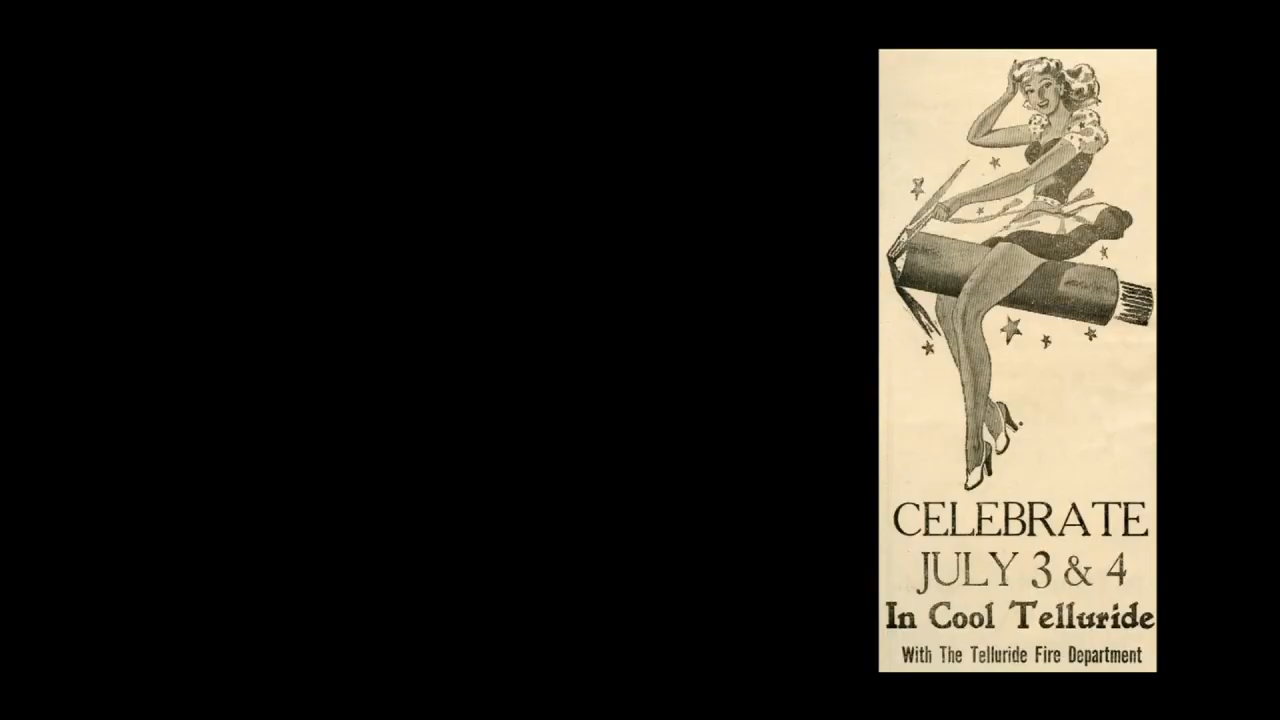 CELEBRATE
JULY 3 & 4
In Cool Telluride
With The Telluride Fire Department